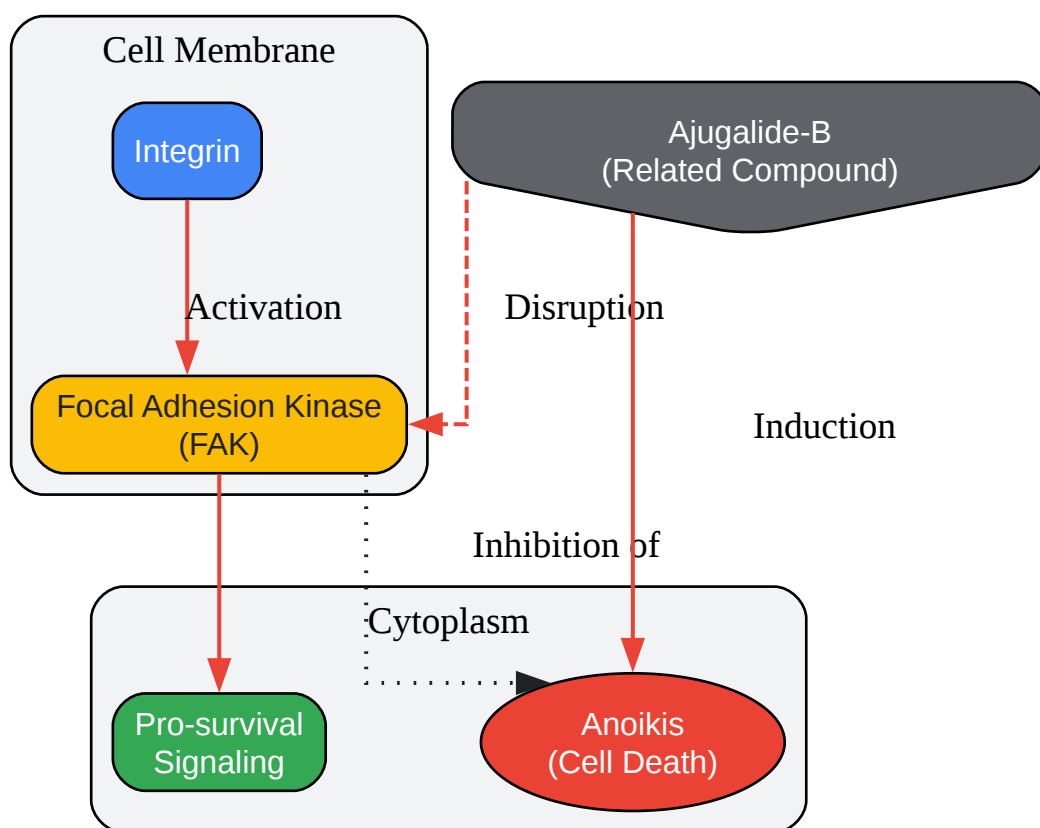 Cell Membrane
Integrin
Ajugalide-B
(Related Compound)
Activation
Disruption
Focal Adhesion Kinase
(FAK)
Induction
Inhibition of
Cytoplasm
Pro-survival
Signaling
Anoikis
(Cell Death)